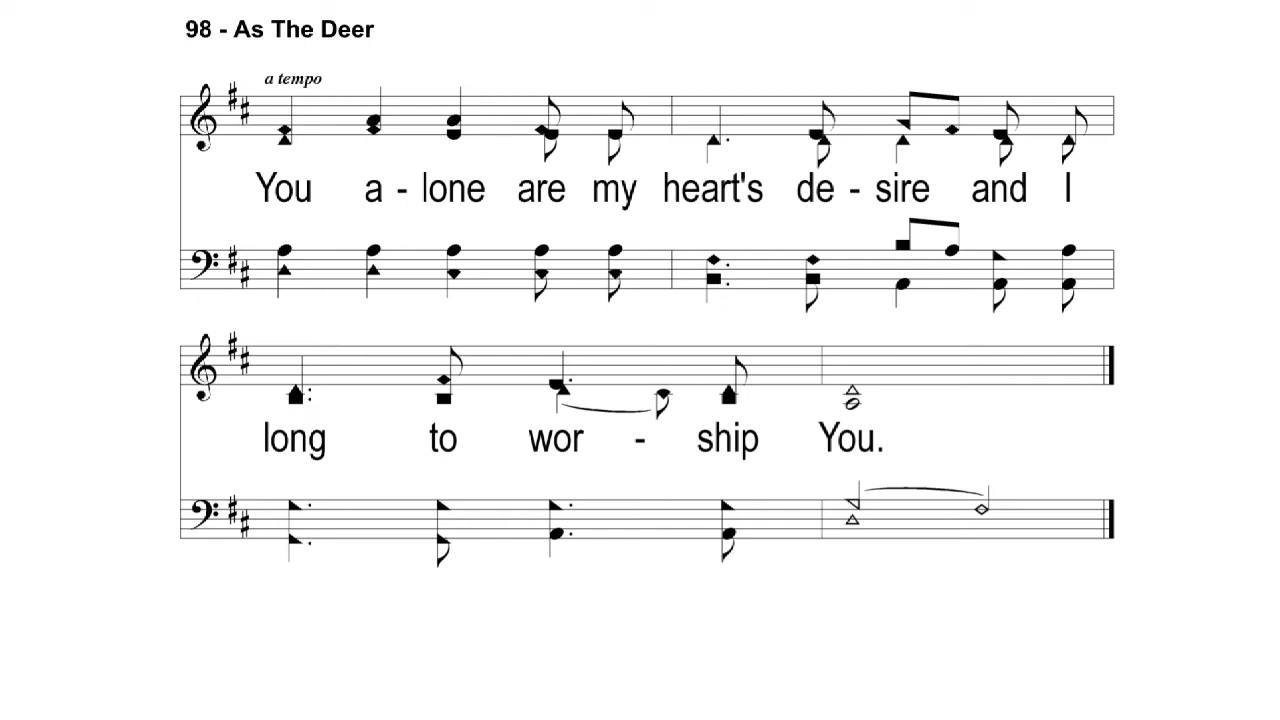 98 - As The Deer
a tempo
You a - lone are my heart's de - sire and I
long to wor - ship You.